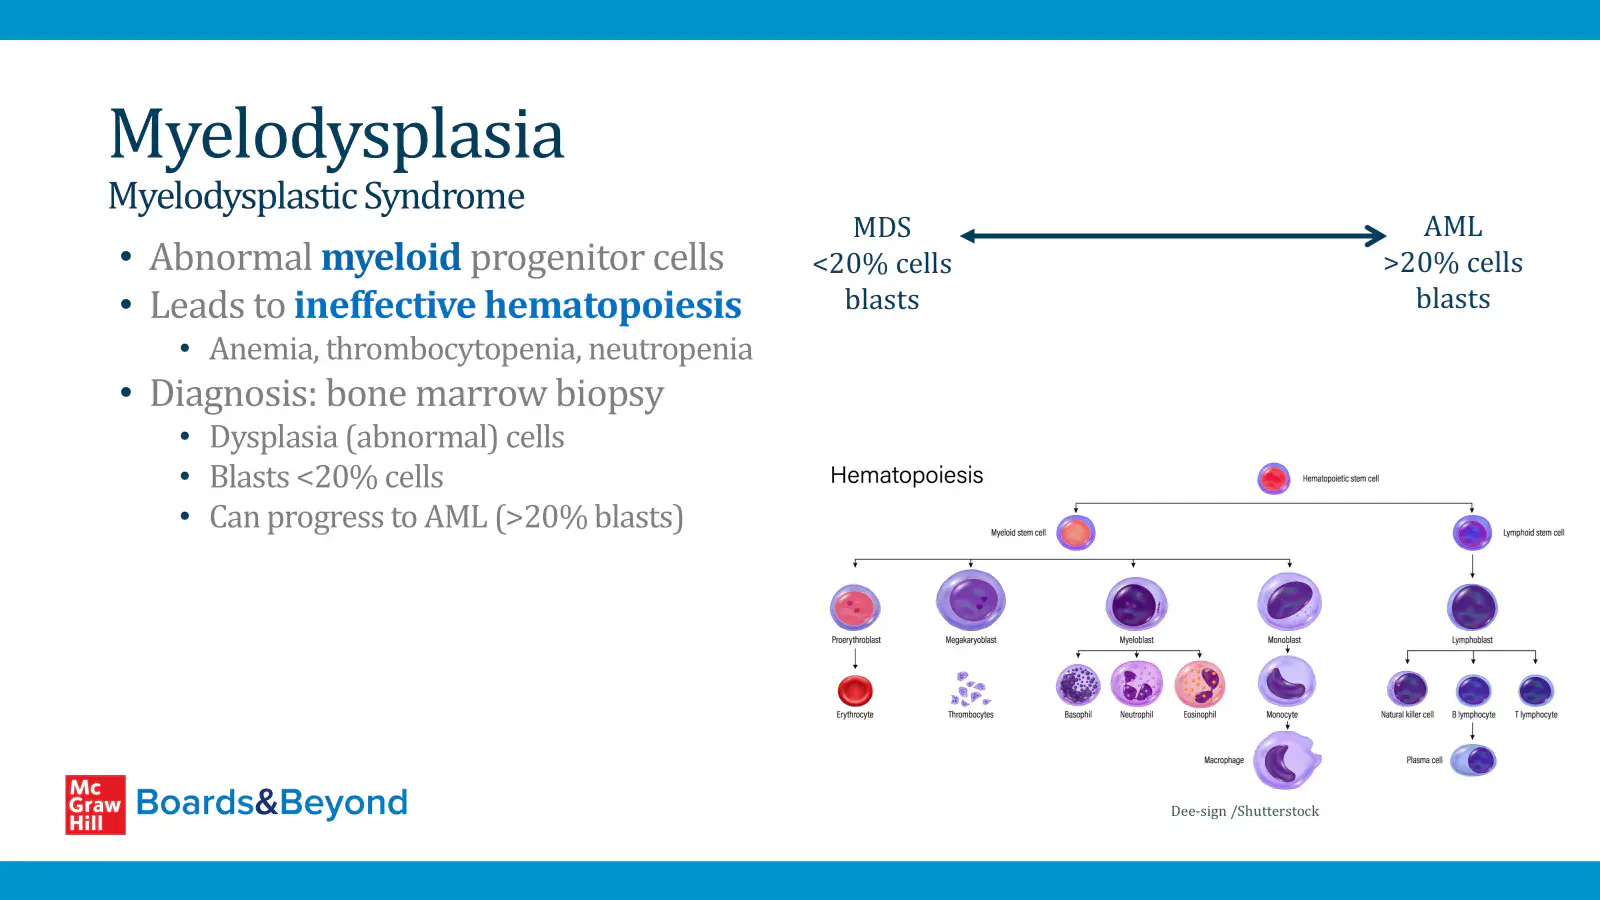 Myelodysplasia
Myelodysplastic Syndrome
• Abnormal myeloid progenitor cells
• Leads to ineffective hematopoiesis
• Anemia, thrombocytopenia, neutropenia
• Diagnosis: bone marrow biopsy
• Dysplasia (abnormal) cells
• Blasts <20% cells
• Can progress to AML (>20% blasts)
MDS
<20% cells
blasts
AML
>20% cells
blasts
Hematopoiesis
Hematopoietic stem cell
Myeloid stem cell
Lymphoid stem cell
Proerythroblast
Megakaryoblast
Myeloblast
Monoblast
Lymphoblast
Erythrocyte
Thrombocytes
Basophil
Neutrophil
Eosinophil
Monocyte
Natural killer cell
B lymphocyte
T lymphocyte
Macrophage
Plasma cell
Dee-sign /Shutterstock
Mc
Graw
Hill
Boards&Beyond